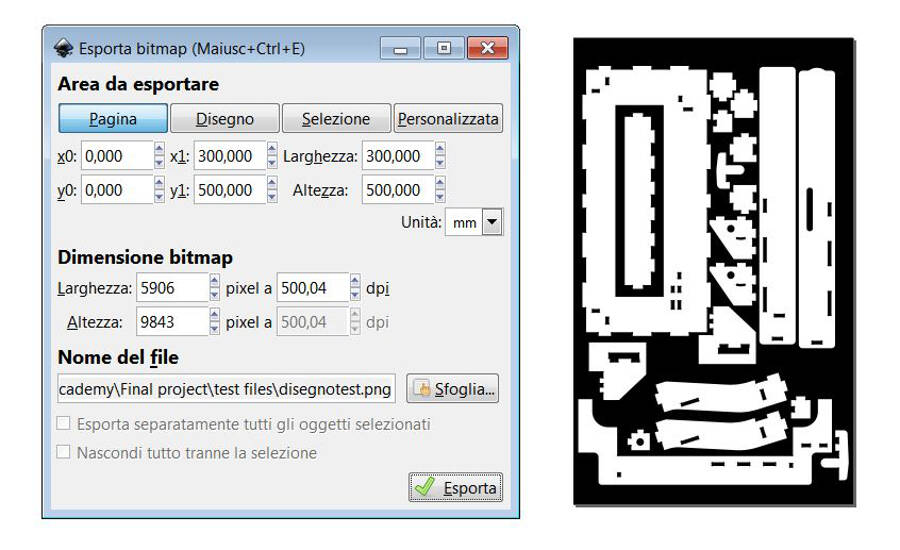 Esporta bitmap (Maiusc+Ctrl+E)
Area da esportare
Pagina Disegno Selezione Personalizzata
x0: 0,000 x1: 300,000 Larghezza: 300,000
y0: 0,000 y1: 500,000 Altezza: 500,000
Unità: mm
Dimensione bitmap
Larghezza: 5906 pixel a 500,04 dpi
Altezza: 9843 pixel a 500,04 dpi
Nome del file
cademy\Final project\test files\disegnotest.png Sfoglia...
Esporta separatamente tutti gli oggetti selezionati
Nascondi tutto tranne la selezione
Esporta